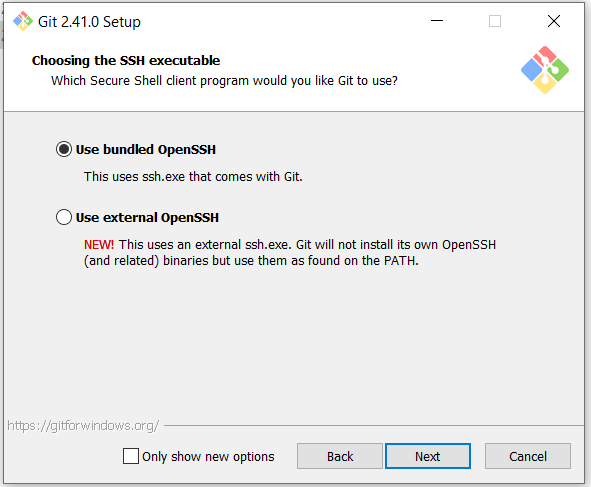 Git 2.41.0 Setup
Choosing the SSH executable
Which Secure Shell client program would you like Git to use?
Use bundled OpenSSH
This uses ssh.exe that comes with Git.
Use external OpenSSH
NEW! This uses an external ssh.exe. Git will not install its own OpenSSH
(and related) binaries but use them as found on the PATH.
https://gitforwindows.org/
Only show new options
Back
Next
Cancel